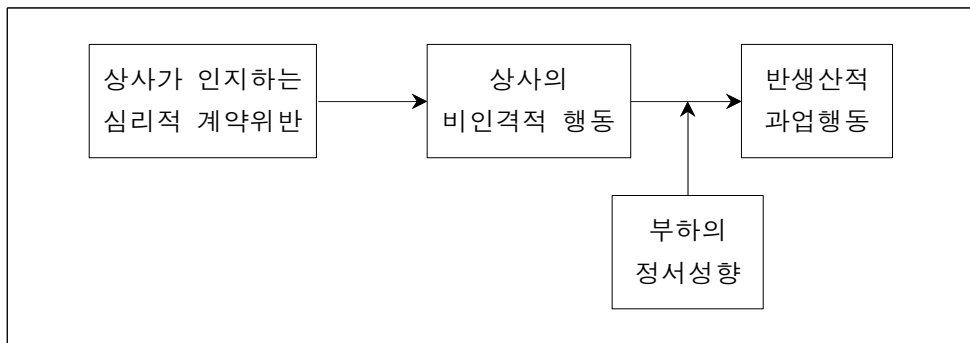 상사가 인지하는
심리적 계약위반
상사의
비인격적 행동
반생산적
과업행동
부하의
정서성향